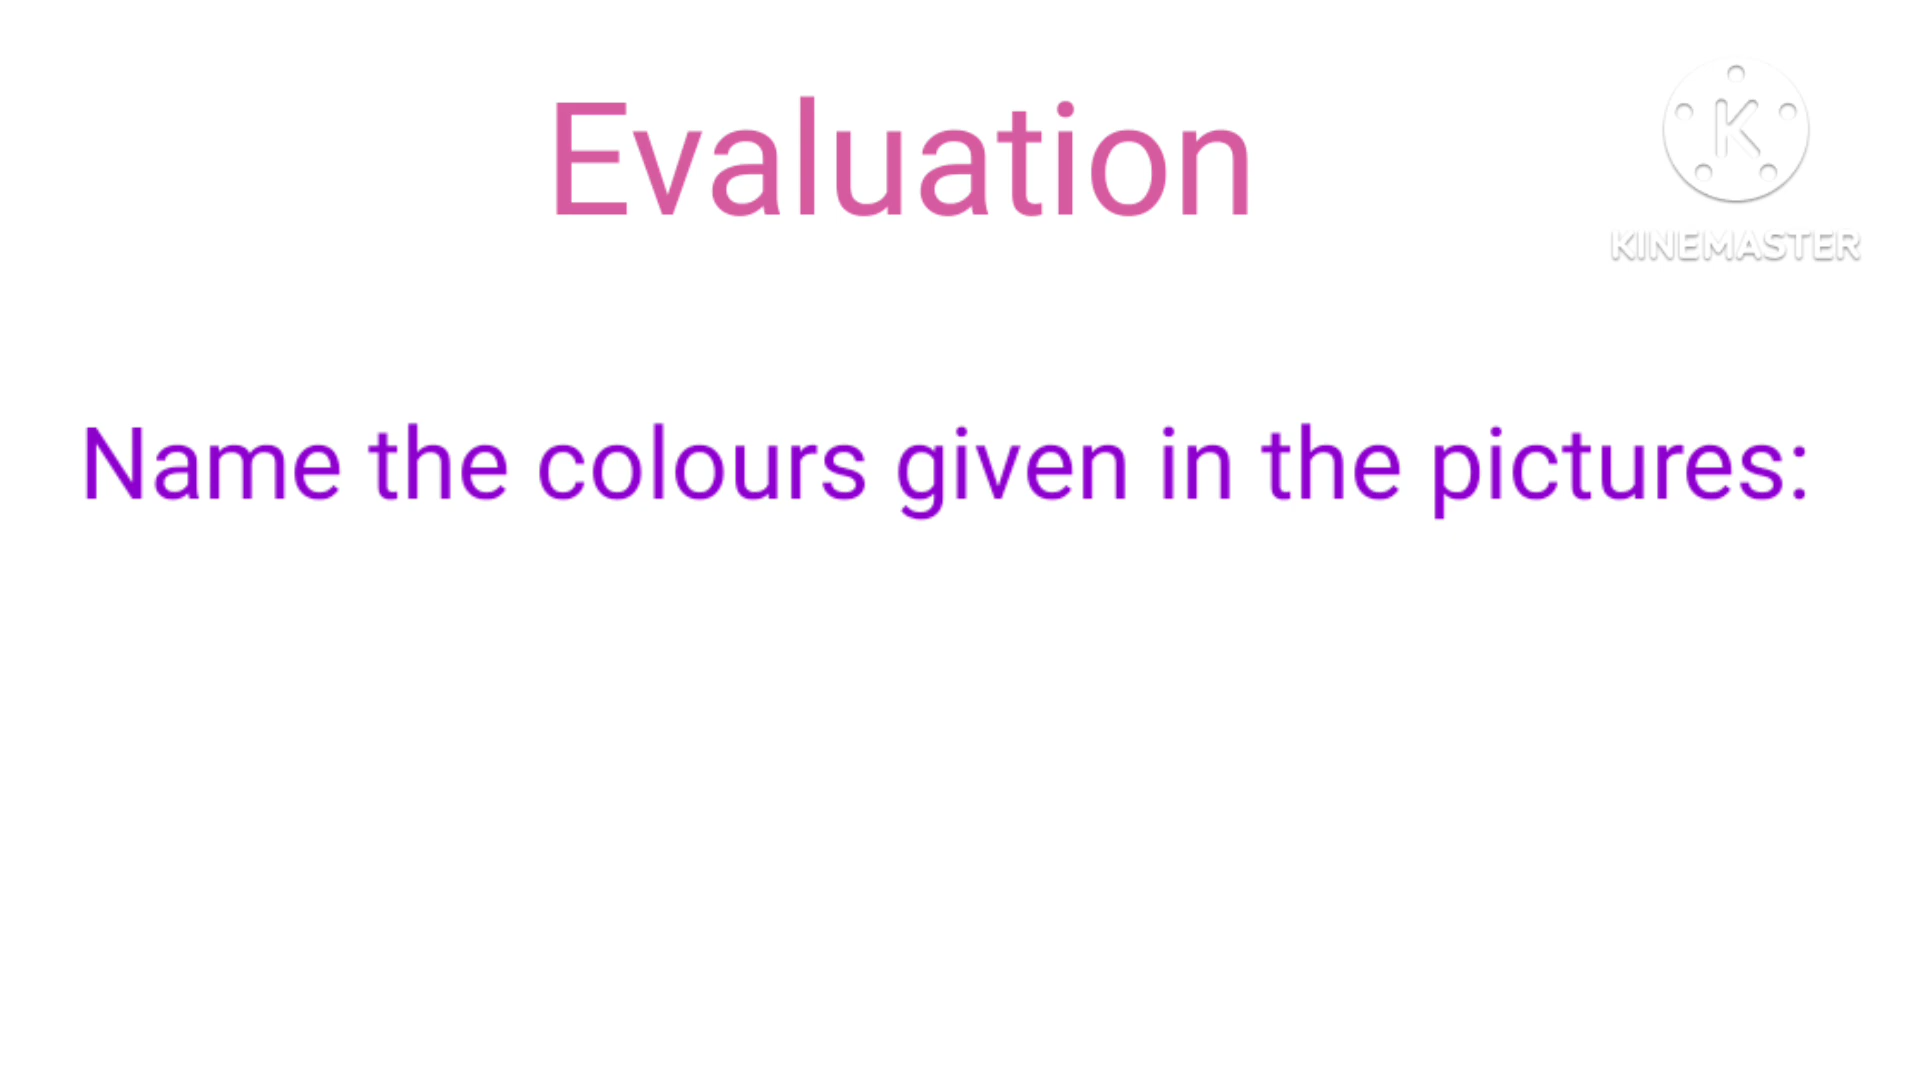 Evaluation
K
KINEMASTER
Name the colours given in the pictures: